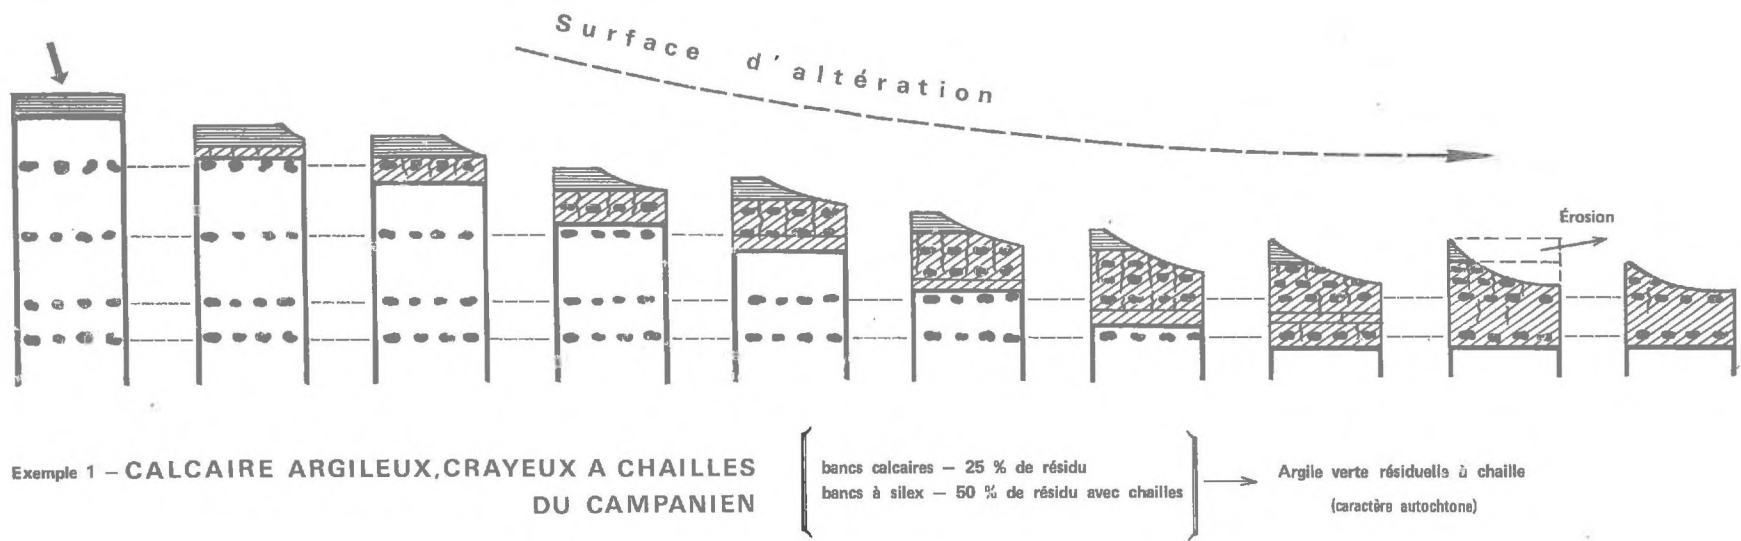 Surface d'altération
Érosion
Exemple 1 – CALCAIRE ARGILEUX, CRAYEUX A CHAILLES
DU CAMPANIEN
bancs calcaires – 25 % de résidu
bancs à silex – 50 % de résidu avec chailles
Argile verte résiduelle à chaille
(caractère autochtone)